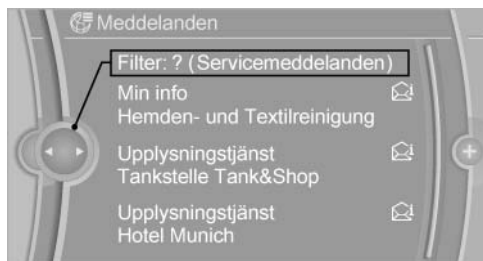 Meddelanden
Filter: ? (Servicemeddelanden)
Min info
Hemden- und Textilreinigung
Upplysningstjänst
Tankstelle Tank&Shop
Upplysningstjänst
Hotel Munich